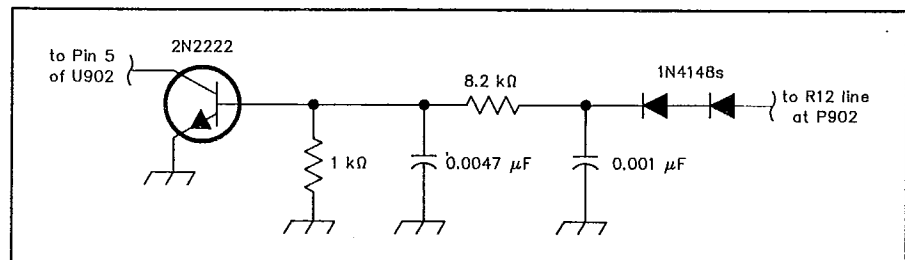 to Pin 5
of U902
2N2222
8.2 kΩ
1N4148s
to R12 line
at P902
1 kΩ
0.0047 μF
0.001 μF